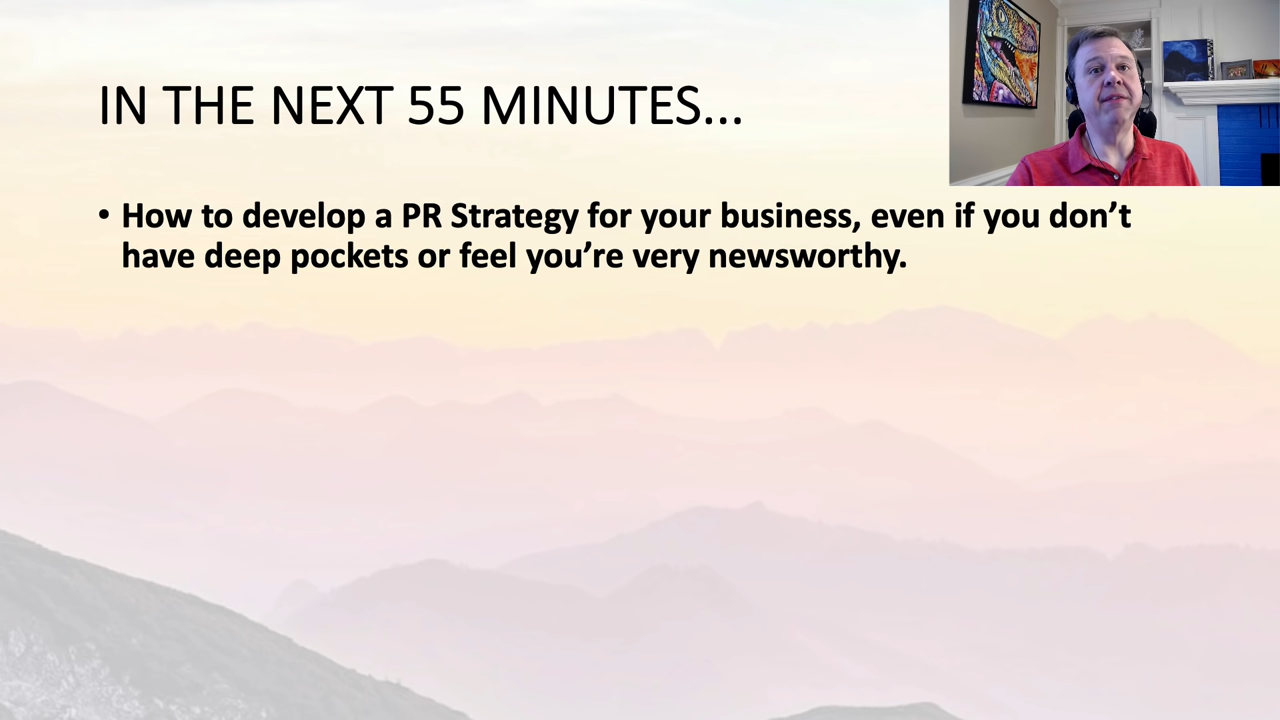 IN THE NEXT 55 MINUTES...
• How to develop a PR Strategy for your business, even if you don’t
have deep pockets or feel you’re very newsworthy.